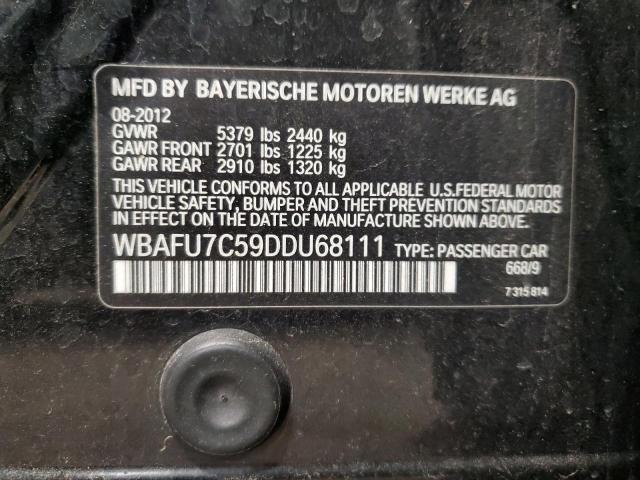 MFD BY BAYERISCHE MOTOREN WERKE AG
08-2012
GVWR 5379 lbs 2440 kg
GAWR FRONT 2701 lbs 1225 kg
GAWR REAR 2910 lbs 1320 kg
THIS VEHICLE CONFORMS TO ALL APPLICABLE U.S.FEDERAL MOTOR
VEHICLE SAFETY, BUMPER AND THEFT PREVENTION STANDARDS
IN EFFECT ON THE DATE OF MANUFACTURE SHOWN ABOVE.
WBAFU7C59DDU68111 TYPE: PASSENGER CAR
668/9
7 315 814